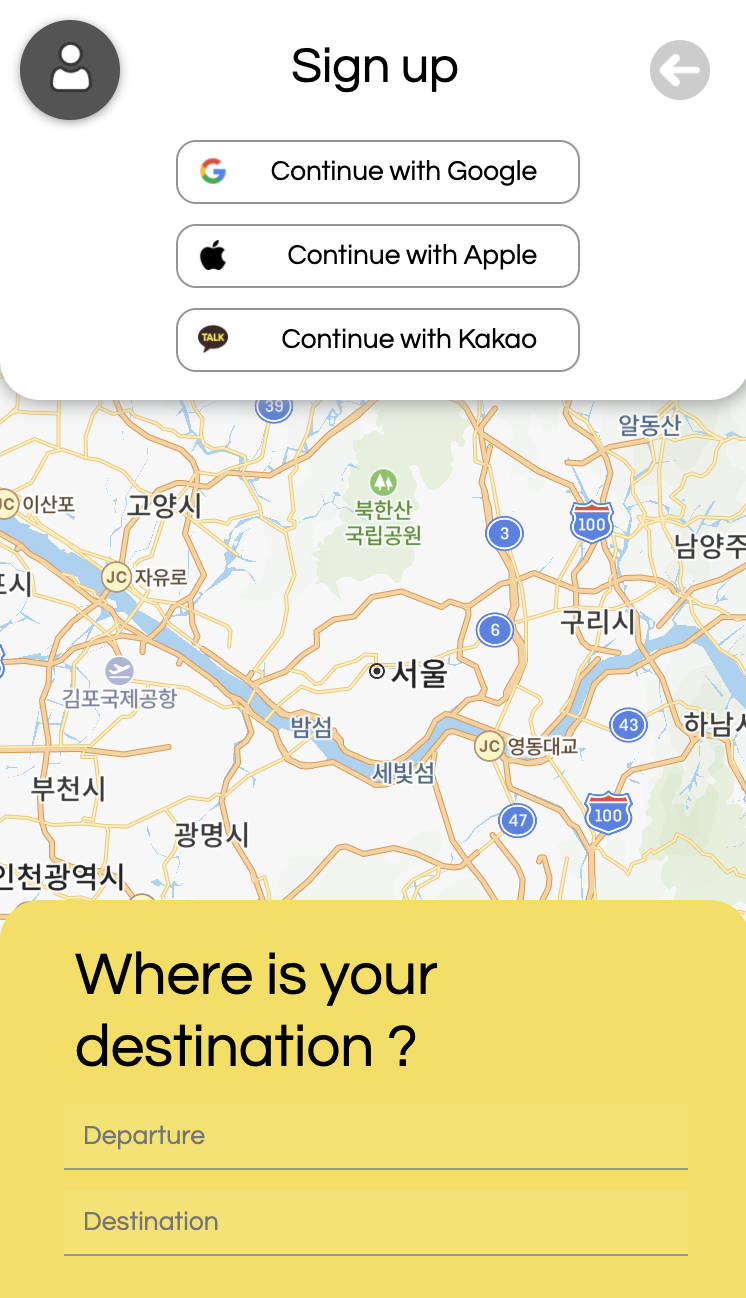 Sign up
Continue with Google
Continue with Apple
TALK
Continue with Kakao
39
알동산
JC 이산포
고양시
북한산
국립공원
3
100
남양주
JC 자유로
포시
구리시
6
서울
김포국제공항
밤섬
43
하남시
JC 영동대교
세빛섬
부천시
47
100
광명시
인천광역시
Where is your
destination ?
Departure
Destination